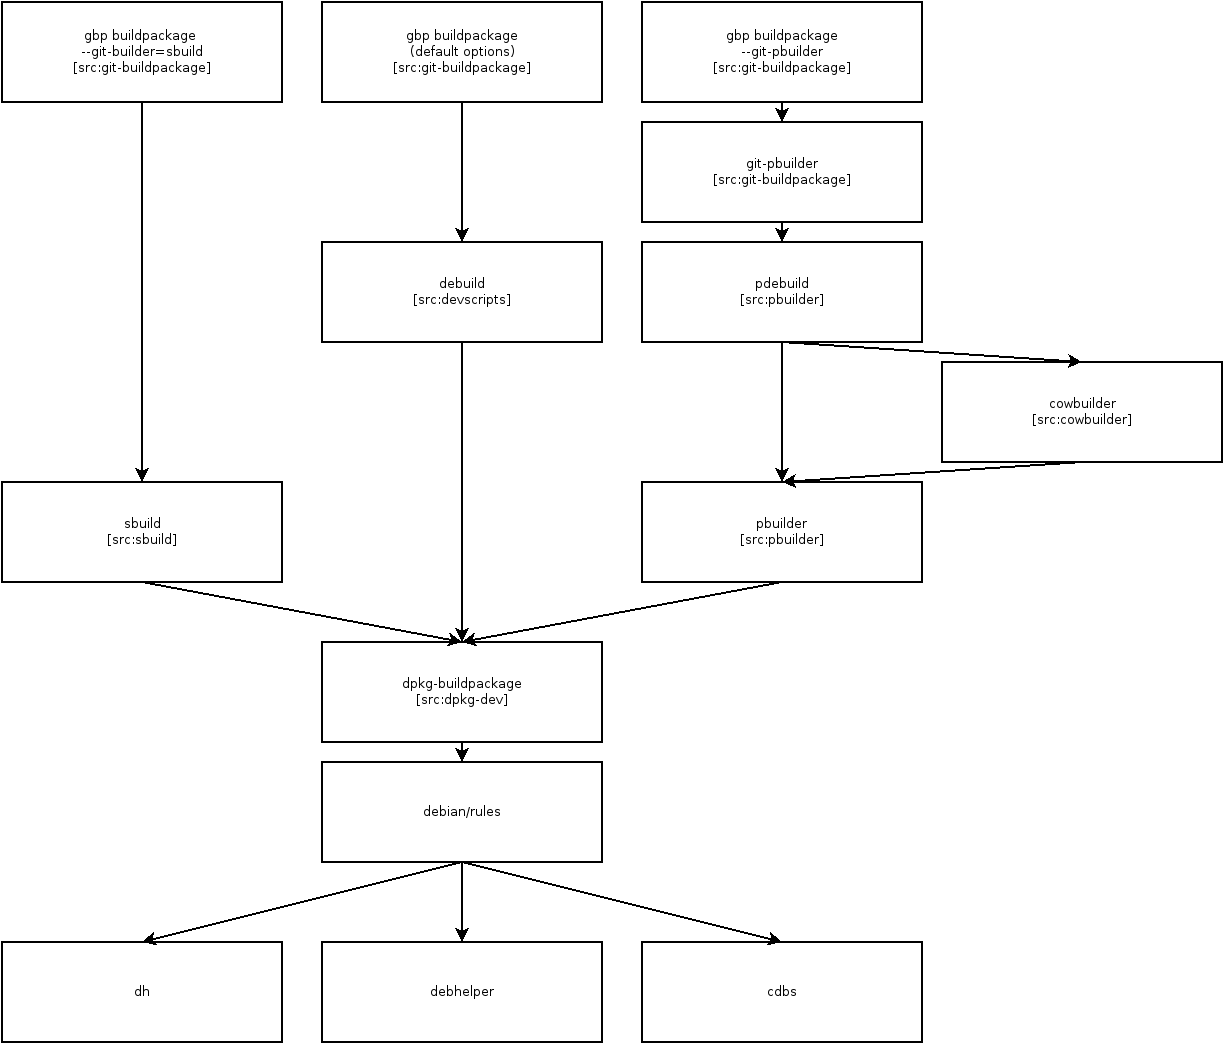 gbp buildpackage
--git-builder=sbuild
[src:git-buildpackage]
gbp buildpackage
(default options)
[src:git-buildpackage]
gbp buildpackage
--git-pbuilder
[src:git-buildpackage]
git-pbuilder
[src:git-buildpackage]
debuild
[src:devscripts]
pdebuild
[src:pbuilder]
cowbuilder
[src:cowbuilder]
sbuild
[src:sbuild]
pbuilder
[src:pbuilder]
dpkg-buildpackage
[src:dpkg-dev]
debian/rules
dh
debhelper
cdbs